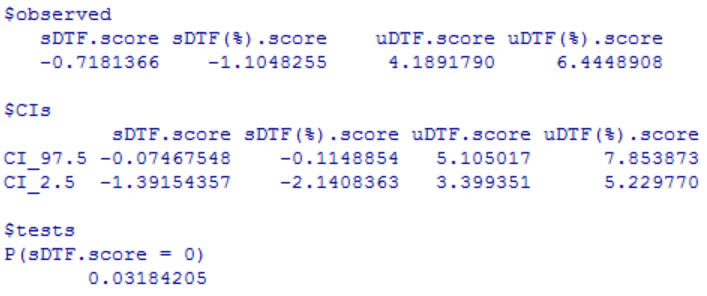 $observed
sDTF.score sDTF(%).score uDTF.score uDTF(%).score
-0.7181366 -1.1048255 4.1891790 6.4448908
$CIs
sDTF.score sDTF(%).score uDTF.score uDTF(%).score
CI_97.5 -0.07467548 -0.1148854 5.105017 7.853873
CI_2.5 -1.39154357 -2.1408363 3.399351 5.229770
$tests
P(sDTF.score = 0)
0.03184205